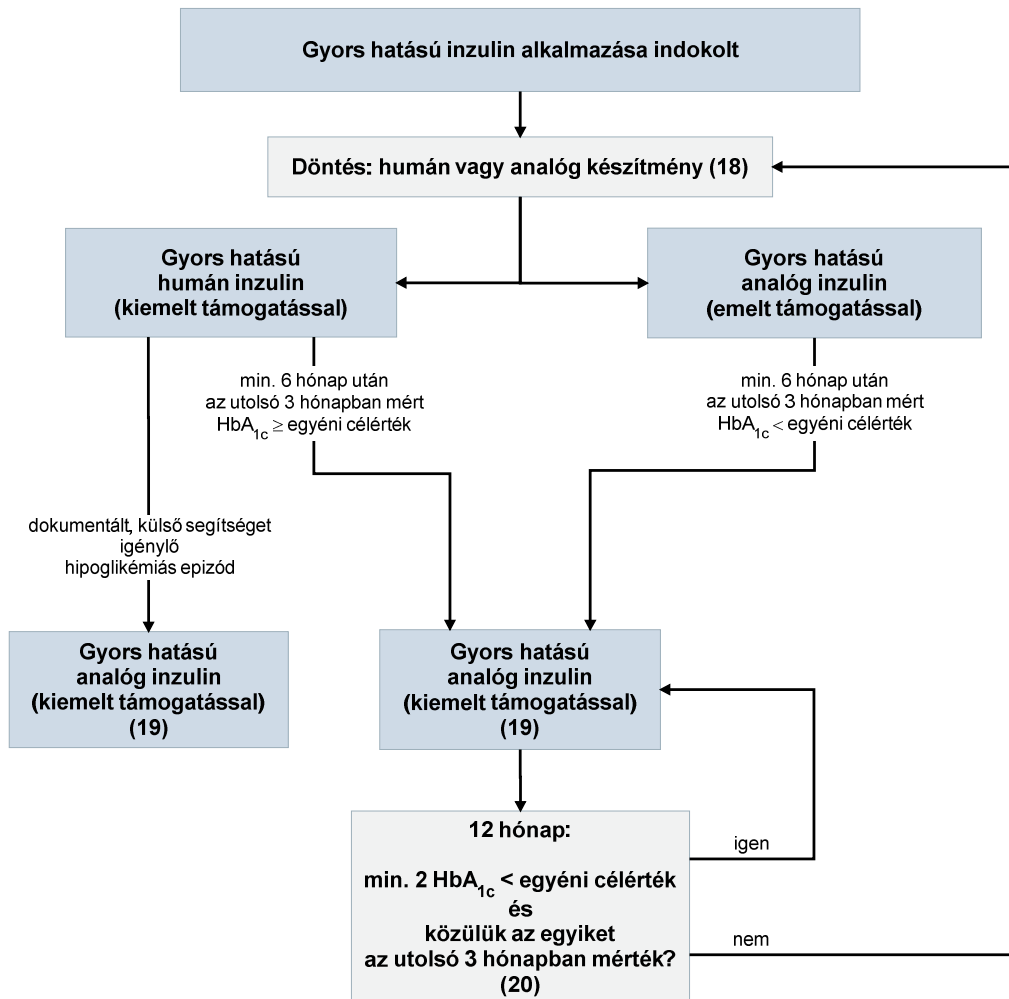 Gyors hatású inzulin alkalmazása indokolt
Döntés: humán vagy analóg készítmény (18)
Gyors hatású
humán inzulin
(kiemelt támogatással)
Gyors hatású
analóg inzulin
(emelt támogatással)
min. 6 hónap után
az utolsó 3 hónapban mért
HbA1c ≥ egyéni célérték
min. 6 hónap után
az utolsó 3 hónapban mért
HbA1c < egyéni célérték
dokumentált, külső segítséget
igénylő
hipoglikémiás epizód
Gyors hatású
analóg inzulin
(kiemelt támogatással)
(19)
Gyors hatású
analóg inzulin
(kiemelt támogatással)
(19)
12 hónap:
min. 2 HbA1c < egyéni célérték
és
közülük az egyiket
az utolsó 3 hónapban mérték?
(20)
igen
nem